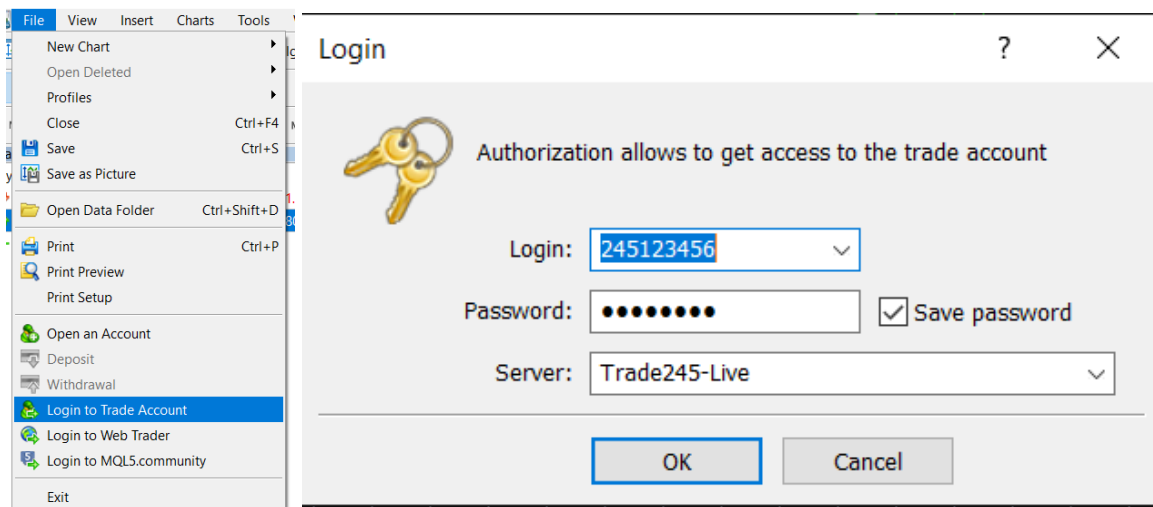 File View Insert Charts Tools
New Chart
Open Deleted
Profiles
Close Ctrl+F4
Save Ctrl+S
Save as Picture
Open Data Folder Ctrl+Shift+D
Print Ctrl+P
Print Preview
Print Setup
Open an Account
Deposit
Withdrawal
Login to Trade Account
Login to Web Trader
Login to MQL5.community
Exit
Login ?
Authorization allows to get access to the trade account
Login: 245123456
Password: ●●●●●●●● Save password
Server: Trade245-Live
OK Cancel